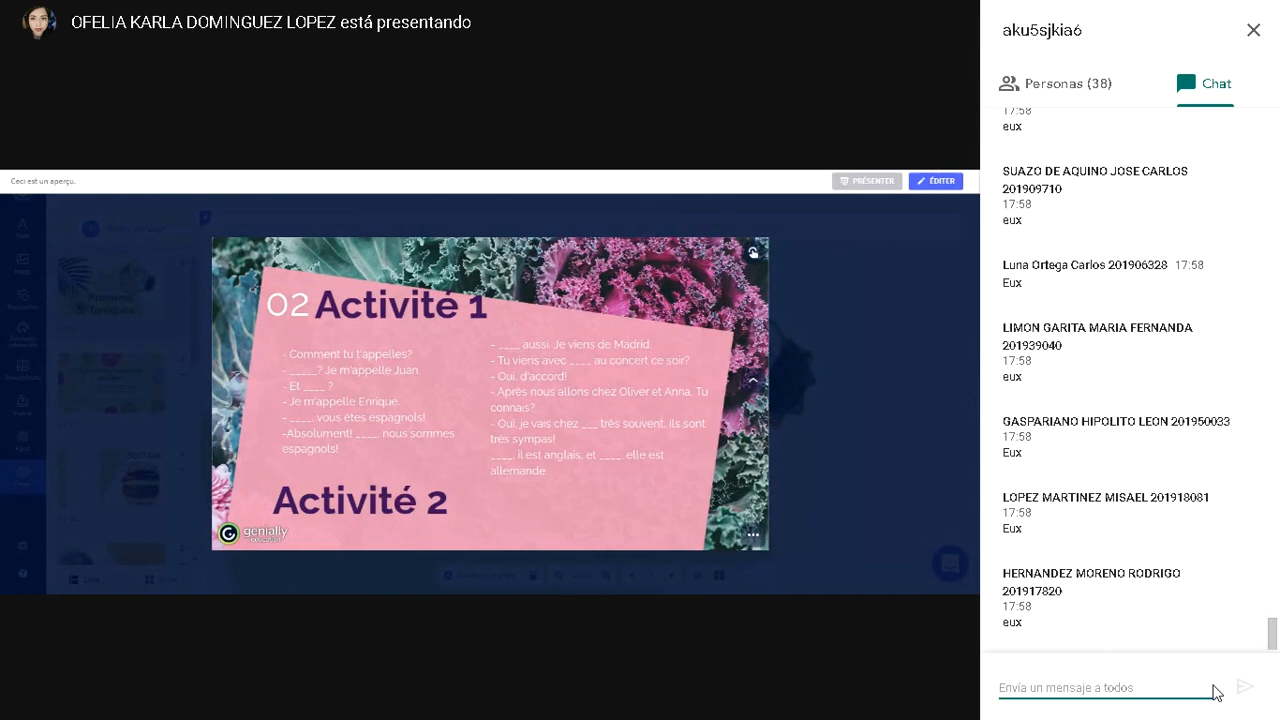 OFELIA KARLA DOMINGUEZ LOPEZ está presentando
Ceci est un aperçu.
PRÉSENTER
ÉDITER
02 Activité 1
- Comment tu t'appelles?
- _____? Je m'appelle Juan.
- Et ____ ?
- Je m'appelle Enrique.
- ____, vous êtes espagnols!
-Absolument! ____, nous sommes
espagnols!
- ____ aussi. Je viens de Madrid.
- Tu viens avec ____ au concert ce soir?
- Oui, d'accord!
- Après nous allons chez Oliver et Anna. Tu
connais?
- Oui, je vais chez ___ très souvent. Ils sont
très sympas!
____, il est anglais, et ____, elle est
allemande.
Activité 2
genially
education
aku5sjkia6
Personas (38)
Chat
17:58
eux
SUAZO DE AQUINO JOSE CARLOS
201909710
17:58
eux
Luna Ortega Carlos 201906328 17:58
Eux
LIMON GARITA MARIA FERNANDA
201939040
17:58
eux
GASPARIANO HIPOLITO LEON 201950033
17:58
Eux
LOPEZ MARTINEZ MISAEL 201918081
17:58
Eux
HERNANDEZ MORENO RODRIGO
201917820
17:58
eux
Envía un mensaje a todos